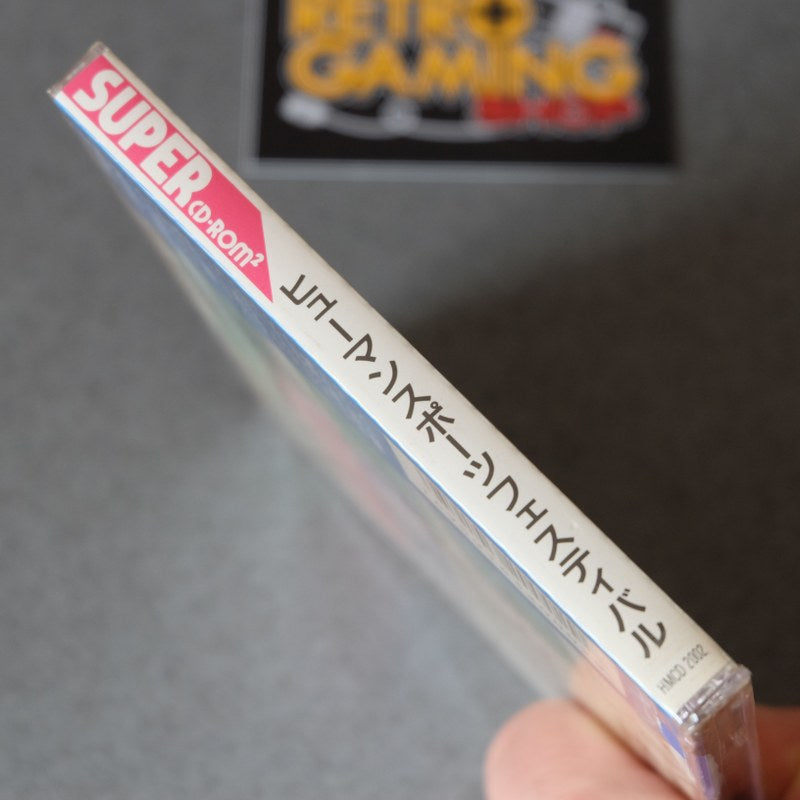 RETRO
GAMING
SHOP
SUPER
CD-ROM²
ヒューマンスポーツフェスティバル
HMCD 2002